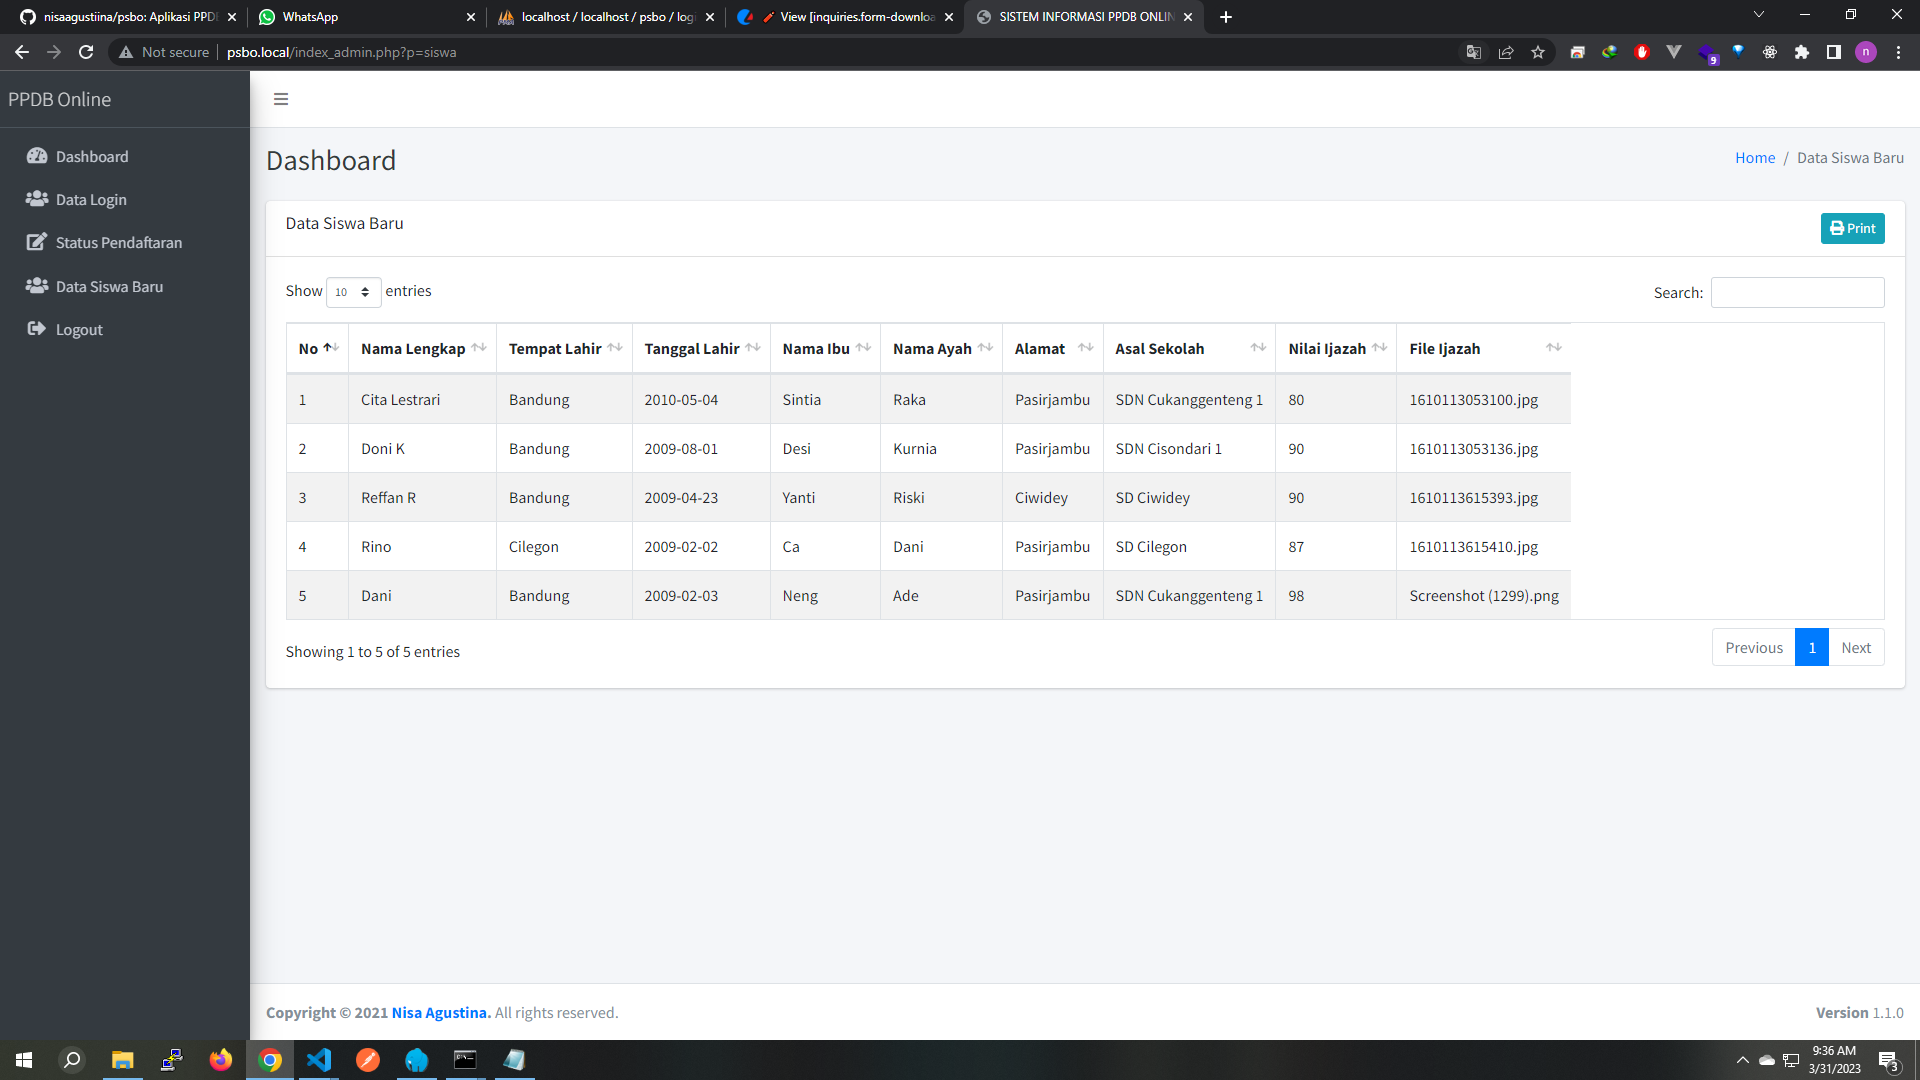 nisaagustiina/psbo: Aplikasi PPDB
WhatsApp
localhost / localhost / psbo / logi
View [inquiries.form-downloa
SISTEM INFORMASI PPDB ONLIN
Not secure psbo.local/index_admin.php?p=siswa
9
n
PPDB Online
Dashboard
Data Login
Status Pendaftaran
Data Siswa Baru
Logout
Dashboard
Home / Data Siswa Baru
Data Siswa Baru
Print
Show 10 entries
Search:
No Nama Lengkap Tempat Lahir Tanggal Lahir Nama Ibu Nama Ayah Alamat Asal Sekolah Nilai Ijazah File Ijazah
1 Cita Lestrari Bandung 2010-05-04 Sintia Raka Pasirjambu SDN Cukanggenteng 1 80 1610113053100.jpg
2 Doni K Bandung 2009-08-01 Desi Kurnia Pasirjambu SDN Cisondari 1 90 1610113053136.jpg
3 Reffan R Bandung 2009-04-23 Yanti Riski Ciwidey SD Ciwidey 90 1610113615393.jpg
4 Rino Cilegon 2009-02-02 Ca Dani Pasirjambu SD Cilegon 87 1610113615410.jpg
5 Dani Bandung 2009-02-03 Neng Ade Pasirjambu SDN Cukanggenteng 1 98 Screenshot (1299).png
Showing 1 to 5 of 5 entries
Previous 1 Next
Copyright © 2021 Nisa Agustina. All rights reserved.
Version 1.1.0
9:36 AM
3/31/2023
3